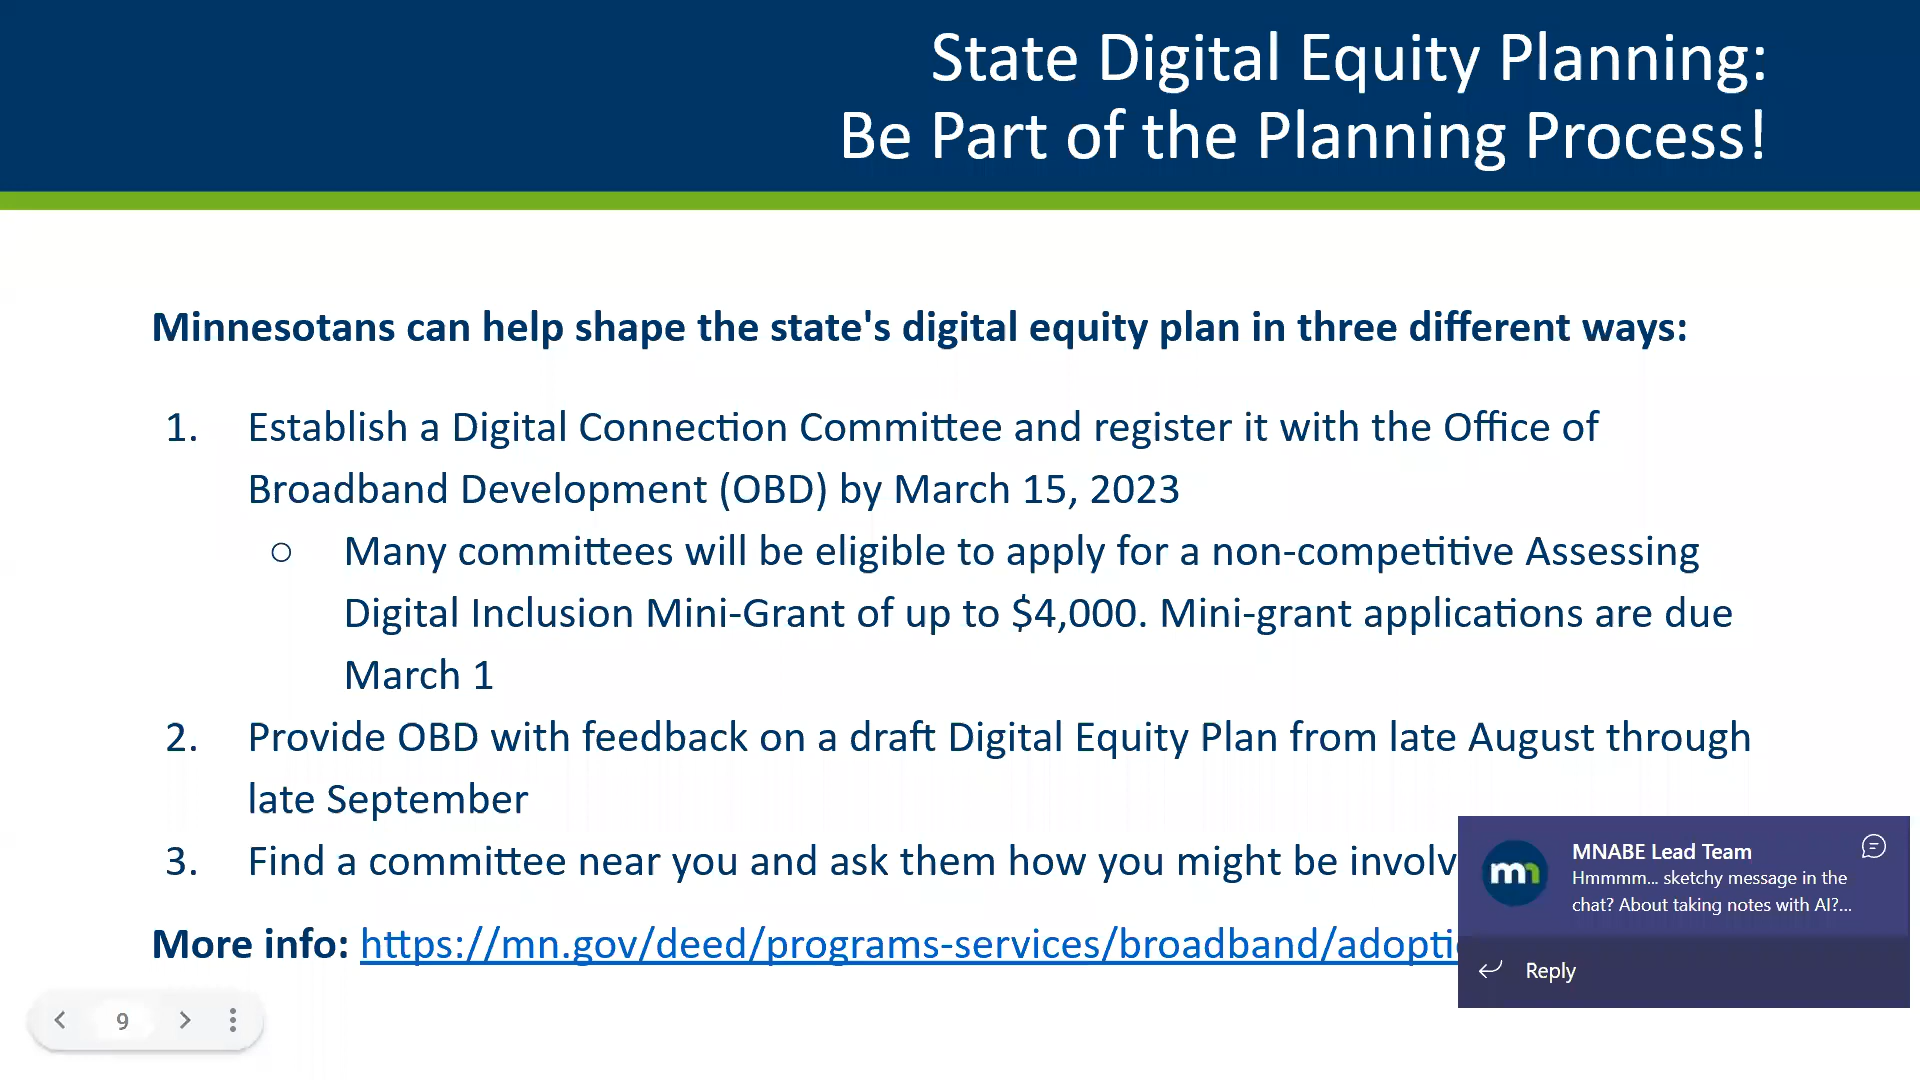 State Digital Equity Planning:
Be Part of the Planning Process!
Minnesotans can help shape the state's digital equity plan in three different ways:
1. Establish a Digital Connection Committee and register it with the Office of
Broadband Development (OBD) by March 15, 2023
○ Many committees will be eligible to apply for a non-competitive Assessing
Digital Inclusion Mini-Grant of up to $4,000. Mini-grant applications are due
March 1
2. Provide OBD with feedback on a draft Digital Equity Plan from late August through
late September
3. Find a committee near you and ask them how you might be involv
More info: https://mn.gov/deed/programs-services/broadband/adopti
mn
MNABE Lead Team
Hmmmm... sketchy message in the
chat? About taking notes with AI?...
Reply
9